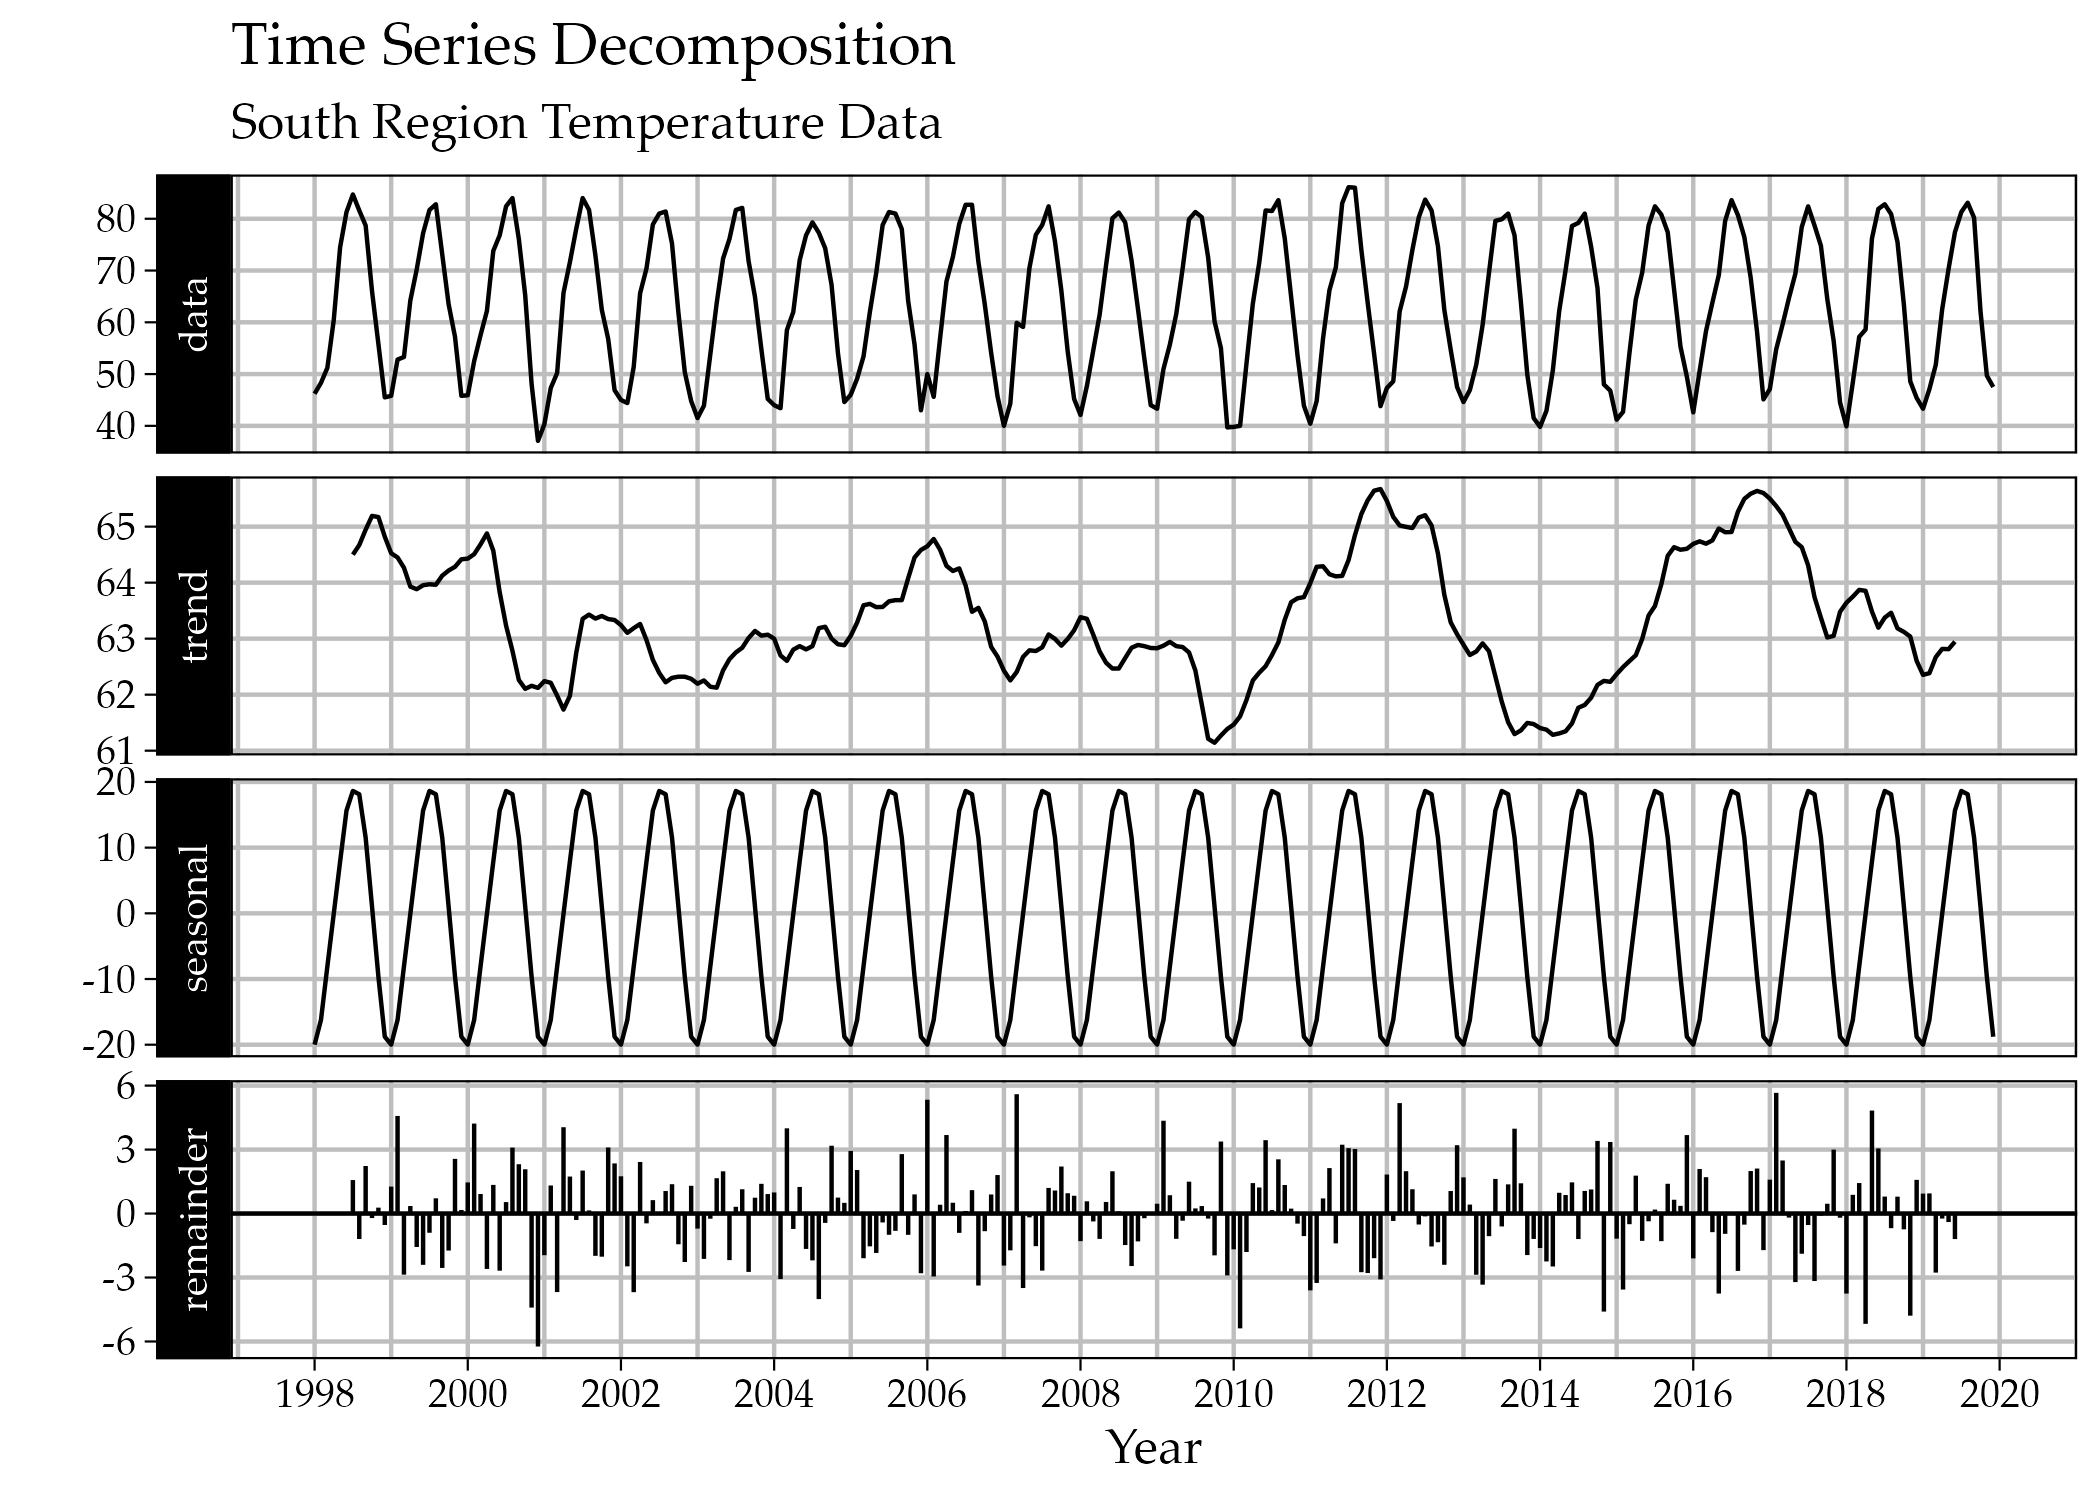 Time Series Decomposition
South Region Temperature Data
data
80
70
60
50
40
trend
65
64
63
62
61
seasonal
20
10
0
-10
-20
remainder
6
3
0
-3
-6
1998 2000 2002 2004 2006 2008 2010 2012 2014 2016 2018 2020
Year